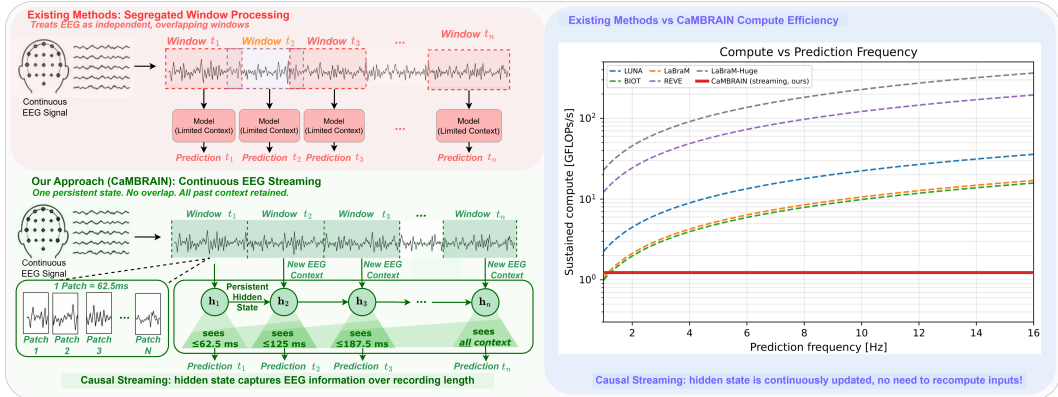 Existing Methods: Segregated Window Processing
Treats EEG as independent, overlapping windows
Window t₁ Window t₂ Window t₃ ... Window tₙ
Continuous
EEG Signal
Model
(Limited Context)
Model
(Limited Context)
Model
(Limited Context)
...
Model
(Limited Context)
Prediction t₁ Prediction t₂ Prediction t₃ Prediction tₙ
Our Approach (CaMBRAIN): Continuous EEG Streaming
One persistent state. No overlap. All past context retained.
Window t₁ Window t₂ Window t₃ ... Window tₙ
Continuous
EEG Signal
New EEG
Context
New EEG
Context
New EEG
Context
1 Patch = 62.5ms
Patch
1
Patch
2
Patch
3
...
Patch
N
Persistent
Hidden
State
h₁ h₂ h₃ ... hₙ
sees
≤62.5 ms
sees
≤125 ms
sees
≤187.5 ms
sees
all context
Prediction t₁ Prediction t₂ Prediction t₃ Prediction tₙ
Causal Streaming: hidden state captures EEG information over recording length
Existing Methods vs CaMBRAIN Compute Efficiency
Compute vs Prediction Frequency
LUNA LaBraM LaBraM-Huge
BIOT REVE CaMBRAIN (streaming, ours)
Sustained compute [GFLOPs/s]
10²
10¹
10⁰
2 4 6 8 10 12 14 16
Prediction frequency [Hz]
Causal Streaming: hidden state is continuously updated, no need to recompute inputs!